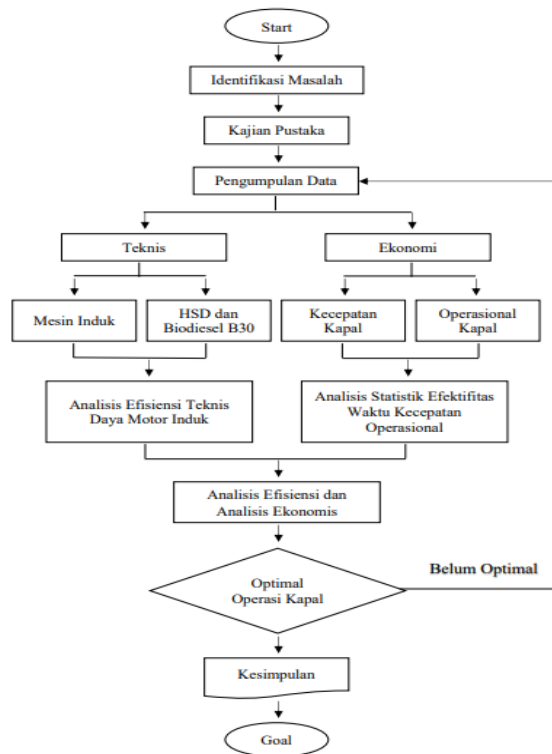 Start
Identifikasi Masalah
Kajian Pustaka
Pengumpulan Data
Teknis
Ekonomi
Mesin Induk
HSD dan
Biodiesel B30
Kecepatan
Kapal
Operasional
Kapal
Analisis Efisiensi Teknis
Daya Motor Induk
Analisis Statistik Efektifitas
Waktu Kecepatan
Operasional
Analisis Efisiensi dan
Analisis Ekonomis
Optimal
Operasi Kapal
Belum Optimal
Kesimpulan
Goal